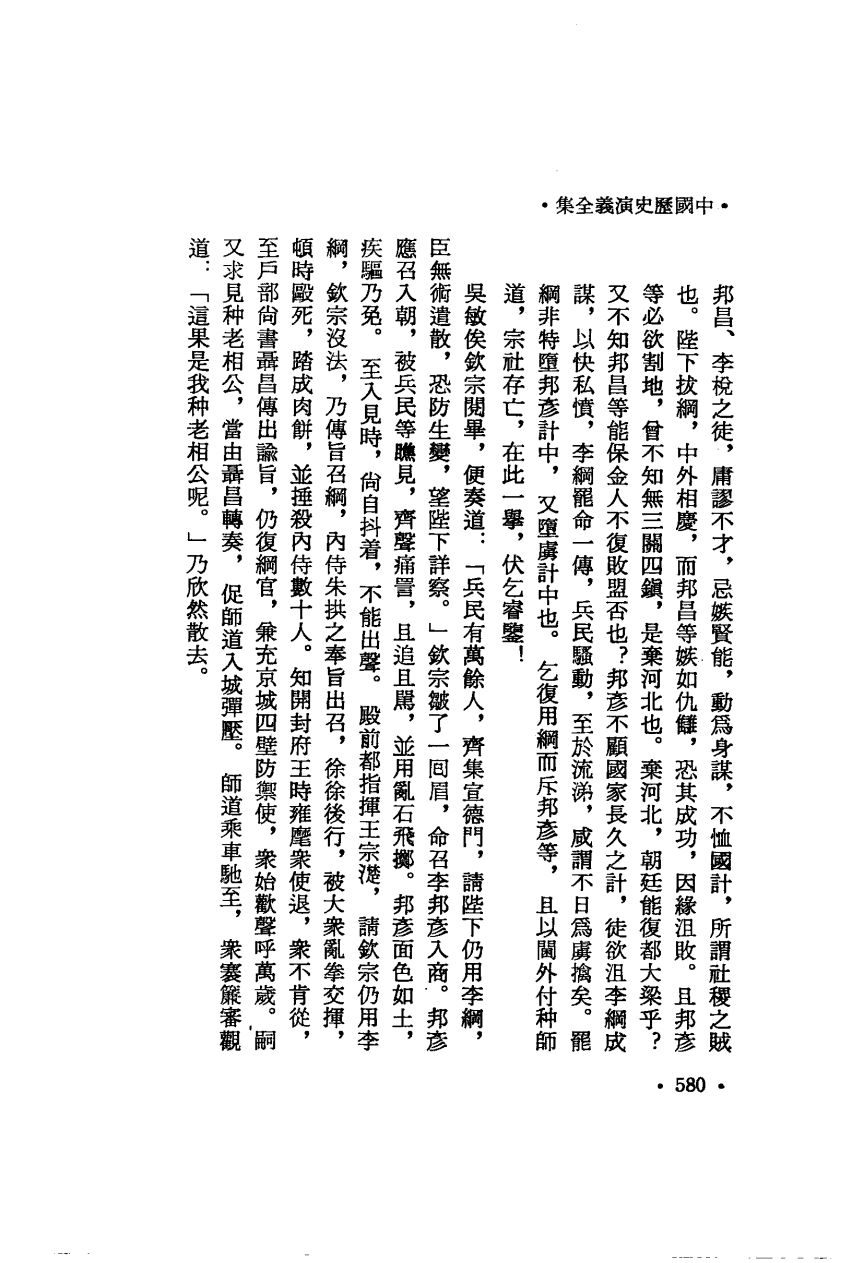 •中國歷史演義全集•
邦昌、李梲之徒，庸謬不才，忌嫉賢能，動爲身謀，不恤國計，所謂社稷之賊
也。陛下拔綱，中外相慶，而邦昌等嫉如仇讎，恐其成功，因緣沮敗。且邦彥
等必欲割地，曾不知無三關四鎮，是棄河北也。棄河北，朝廷能復都大梁乎？
又不知邦昌等能保金人不復敗盟否也？邦彥不顧國家長久之計，徒欲沮李綱成
謀，以快私憤，李綱罷命一傳，兵民騷動，至於流涕，咸謂不日爲虜擒矣。罷
綱非特墮邦彥計中，又墮虜計中也。乞復用綱而斥邦彥等，且以閫外付种師
道，宗社存亡，在此一舉，伏乞睿鑒！
吳敏俟欽宗閱畢，便奏道：「兵民有萬餘人，齊集宣德門，請陛下仍用李綱，
臣無術遣散，恐防生變，望陛下詳察。」欽宗皺了一回眉，命召李邦彥入商。邦彥
應召入朝，被兵民等瞧見，齊聲痛詈，且追且駡，並用亂石飛擲。邦彥面色如土，
疾驅乃免。至入見時，尙自抖着，不能出聲。殿前都指揮王宗濋，請欽宗仍用李
綱，欽宗沒法，乃傳旨召綱，內侍朱拱之奉旨出召，徐徐後行，被大衆亂拳交揮，
頓時毆死，踏成肉餅，並捶殺內侍數十人。知開封府王時雍麾衆使退，衆不肯從，
至戶部尙書聶昌傳出諭旨，仍復綱官，兼充京城四壁防禦使，衆始歡聲呼萬歲。嗣
又求見种老相公，當由聶昌轉奏，促師道入城彈壓。師道乘車馳至，衆褰簾審觀
道：「這果是我种老相公呢。」乃欣然散去。
•580•